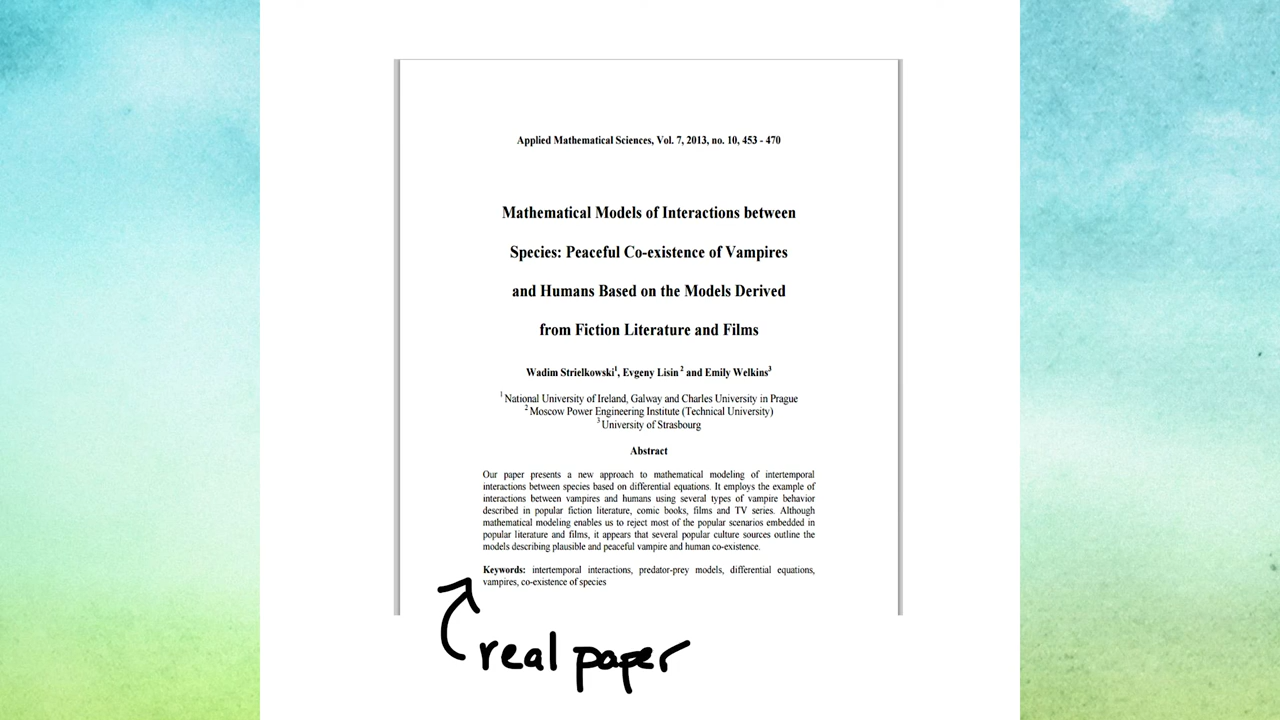 Applied Mathematical Sciences, Vol. 7, 2013, no. 10, 453 - 470
Mathematical Models of Interactions between
Species: Peaceful Co-existence of Vampires
and Humans Based on the Models Derived
from Fiction Literature and Films
Wadim Strielkowski1, Evgeny Lisin 2 and Emily Welkins3
1 National University of Ireland, Galway and Charles University in Prague
2 Moscow Power Engineering Institute (Technical University)
3 University of Strasbourg
Abstract
Our paper presents a new approach to mathematical modeling of intertemporal
interactions between species based on differential equations. It employs the example of
interactions between vampires and humans using several types of vampire behavior
described in popular fiction literature, comic books, films and TV series. Although
mathematical modeling enables us to reject most of the popular scenarios embedded in
popular literature and films, it appears that several popular culture sources outline the
models describing plausible and peaceful vampire and human co-existence.
Keywords: intertemporal interactions, predator-prey models, differential equations,
vampires, co-existence of species
real paper